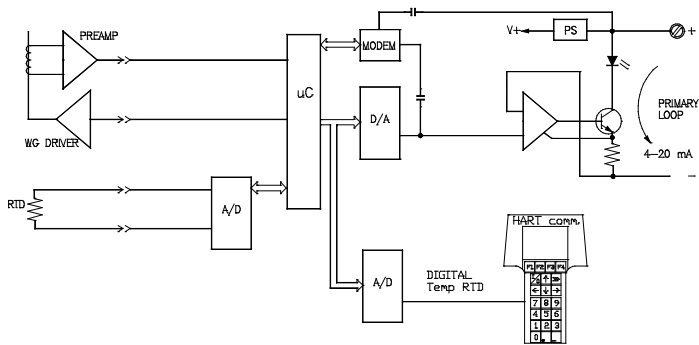 PREAMP
WG DRIVER
RTD
A/D
uC
MODEM
D/A
V+
PS
+
PRIMARY
LOOP
4-20 mA
−
A/D
DIGITAL
Temp RTD
HART comm.
F1 F2 F3 F4
7 8 9
4 5 6
1 2 3
0 . −